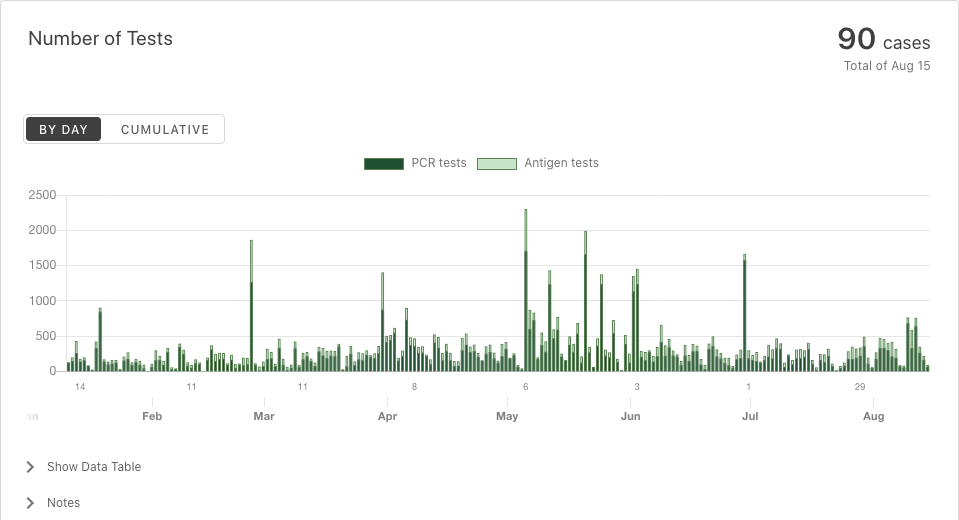 Number of Tests
90 cases
Total of Aug 15
BY DAY
CUMULATIVE
PCR tests
Antigen tests
2500
2000
1500
1000
500
0
14
11
11
8
6
3
1
29
an
Feb
Mar
Apr
May
Jun
Jul
Aug
Show Data Table
Notes